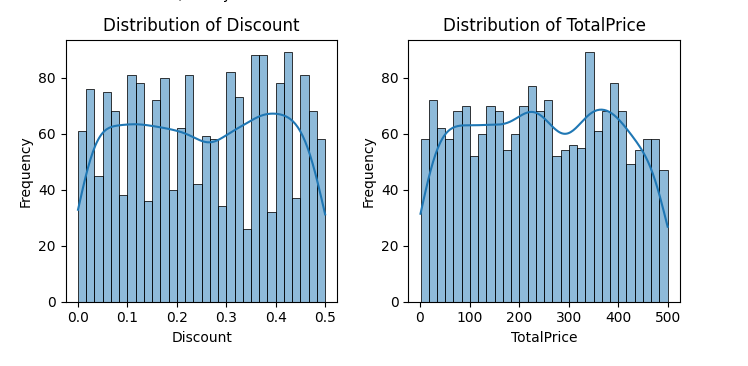 Distribution of Discount
Distribution of TotalPrice
Frequency
80
60
40
20
0
0.0 0.1 0.2 0.3 0.4 0.5
Discount
Frequency
80
60
40
20
0
0 100 200 300 400 500
TotalPrice